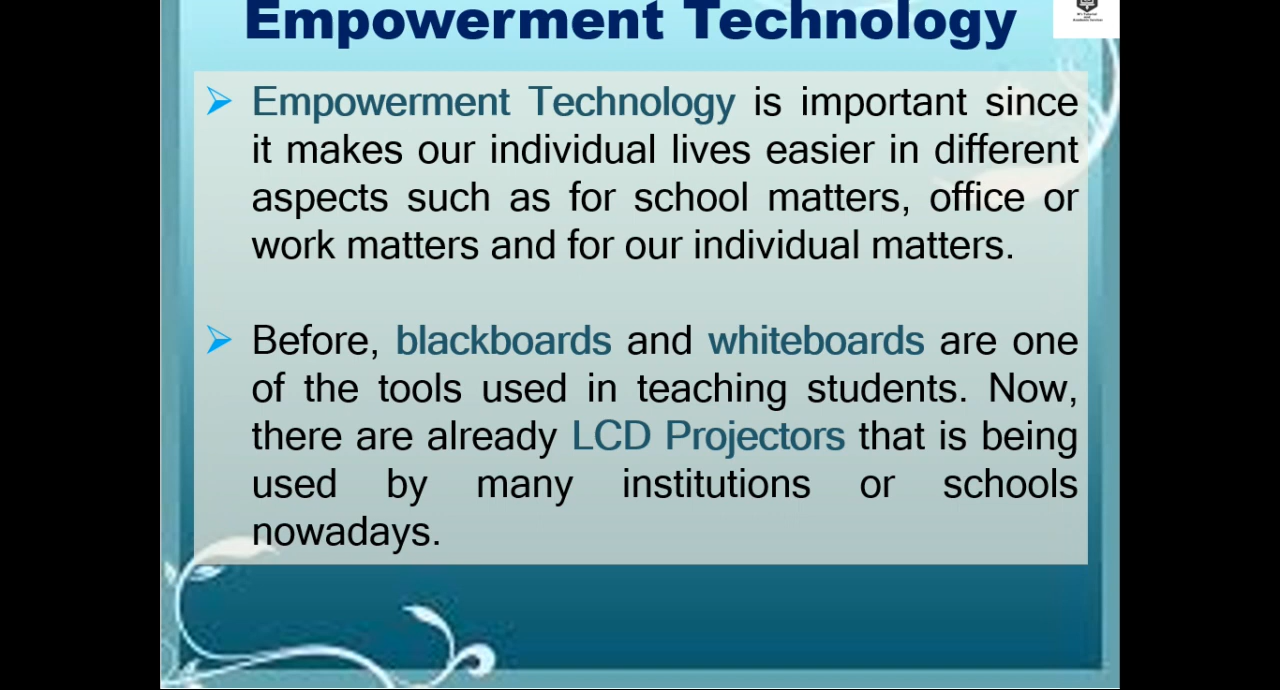 Empowerment Technology
Empowerment Technology is important since
it makes our individual lives easier in different
aspects such as for school matters, office or
work matters and for our individual matters.
Before, blackboards and whiteboards are one
of the tools used in teaching students. Now,
there are already LCD Projectors that is being
used by many institutions or schools
nowadays.